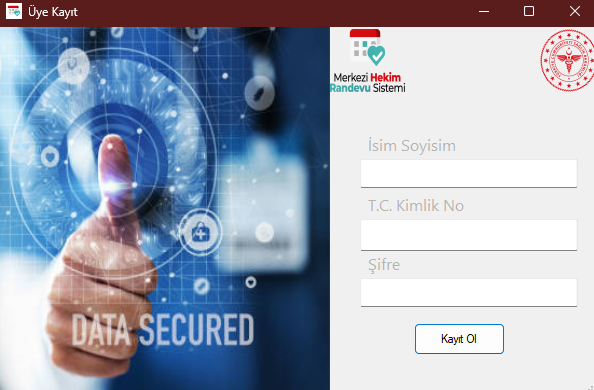 Üye Kayıt
Merkezi Hekim
Randevu Sistemi
İsim Soyisim
T.C. Kimlik No
Şifre
Kayıt Ol
DATA SECURED